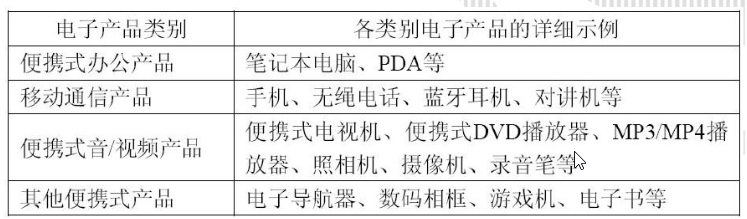 电子产品类别 各类别电子产品的详细示例
便携式办公产品 笔记本电脑、PDA等
移动通信产品 手机、无绳电话、蓝牙耳机、对讲机等
便携式音/视频产品 便携式电视机、便携式DVD播放器、MP3/MP4播
放器、照相机、摄像机、录音笔等
其他便携式产品 电子导航器、数码相框、游戏机、电子书等